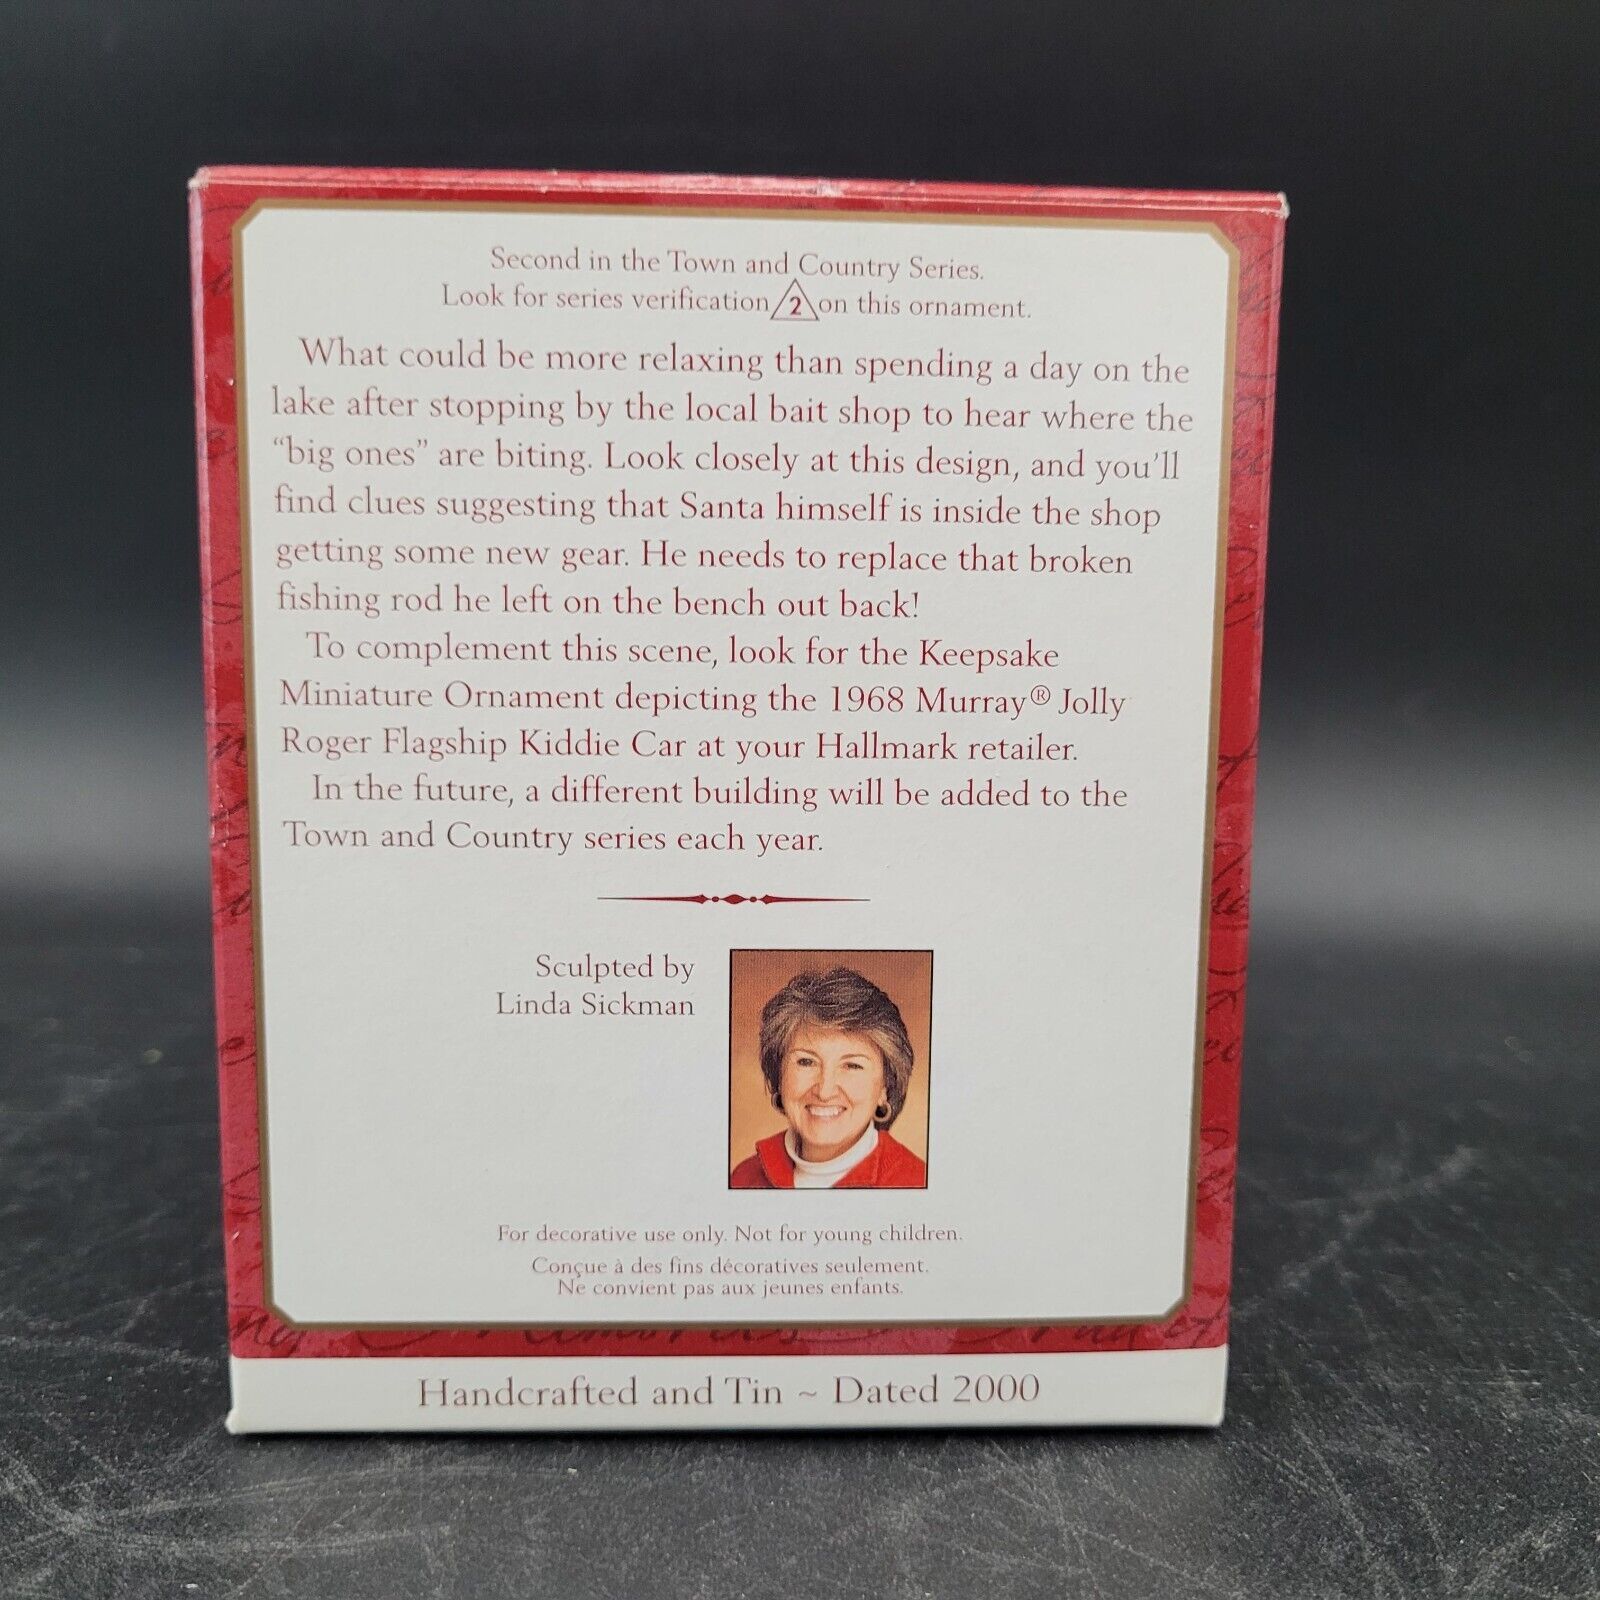 Second in the Town and Country Series.
Look for series verification 2 on this ornament.
What could be more relaxing than spending a day on the
lake after stopping by the local bait shop to hear where the
“big ones” are biting. Look closely at this design, and you’ll
find clues suggesting that Santa himself is inside the shop
getting some new gear. He needs to replace that broken
fishing rod he left on the bench out back!
To complement this scene, look for the Keepsake
Miniature Ornament depicting the 1968 Murray® Jolly
Roger Flagship Kiddie Car at your Hallmark retailer.
In the future, a different building will be added to the
Town and Country series each year.
Sculpted by
Linda Sickman
For decorative use only. Not for young children.
Conçue à des fins décoratives seulement.
Ne convient pas aux jeunes enfants.
Handcrafted and Tin ~ Dated 2000